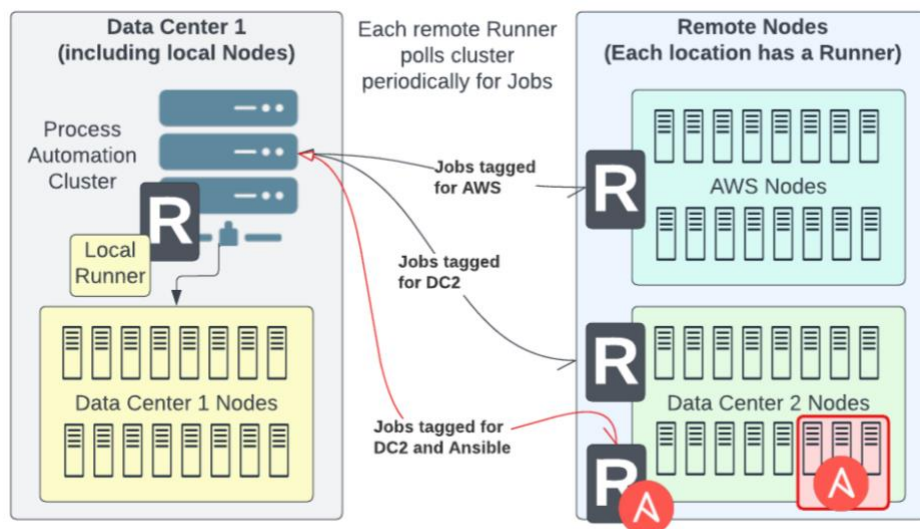 Data Center 1
(including local Nodes)
Each remote Runner
polls cluster
periodically for Jobs
Remote Nodes
(Each location has a Runner)
Process
Automation
Cluster
R
Local
Runner
Jobs tagged
for AWS
R
AWS Nodes
Jobs tagged
for DC2
R
Data Center 1 Nodes
Data Center 2 Nodes
Jobs tagged for
DC2 and Ansible
R
A
A